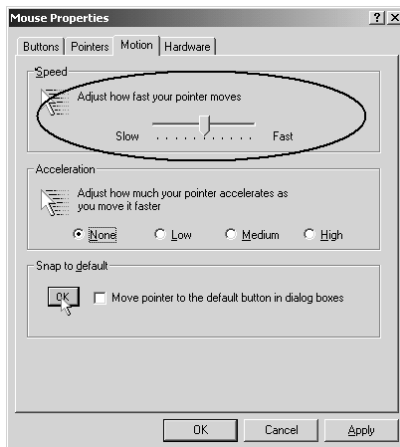 Mouse Properties
Buttons Pointers Motion Hardware
Speed
Adjust how fast your pointer moves
Slow Fast
Acceleration
Adjust how much your pointer accelerates as
you move it faster
None Low Medium High
Snap to default
OK Move pointer to the default button in dialog boxes
OK Cancel Apply